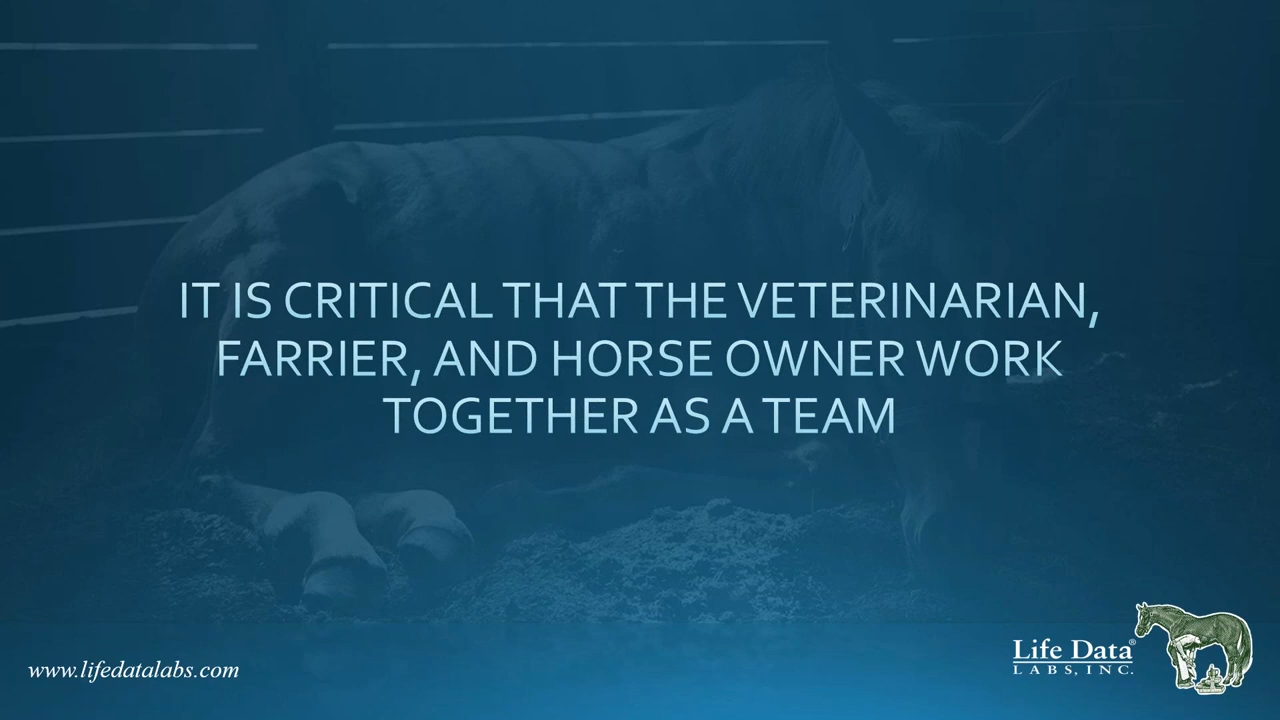 IT IS CRITICAL THAT THE VETERINARIAN,
FARRIER, AND HORSE OWNER WORK
TOGETHER AS A TEAM
www.lifedatalabs.com
Life Data®
LABS, INC.